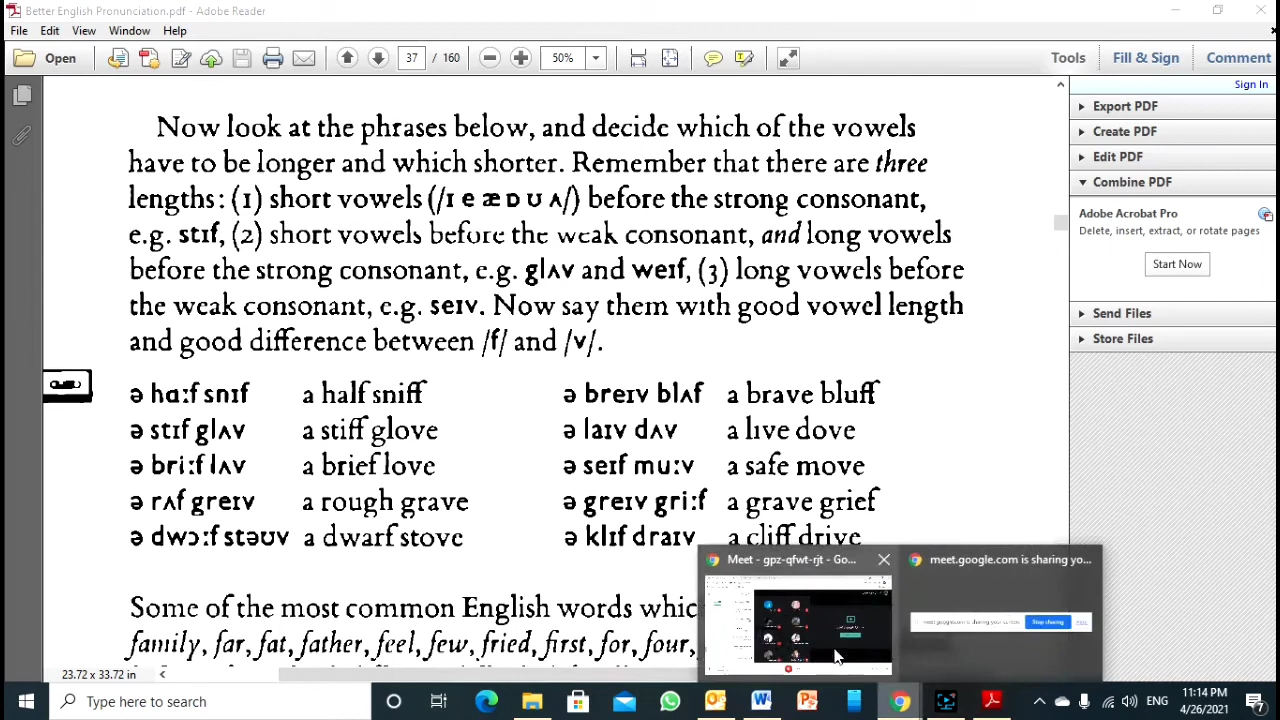 Better English Pronunciation.pdf - Adobe Reader
File Edit View Window Help
Open 37 / 160 50% Tools Fill & Sign Comment
Sign In
Export PDF
Create PDF
Edit PDF
Combine PDF
Adobe Acrobat Pro
Delete, insert, extract, or rotate pages
Start Now
Send Files
Store Files
Now look at the phrases below, and decide which of the vowels
have to be longer and which shorter. Remember that there are three
lengths: (1) short vowels (/ɪ e æ ɒ ʊ ʌ/) before the strong consonant,
e.g. stɪf, (2) short vowels before the weak consonant, and long vowels
before the strong consonant, e.g. glʌv and weɪf, (3) long vowels before
the weak consonant, e.g. seɪv. Now say them with good vowel length
and good difference between /f/ and /v/.
ə hɑːf snɪf a half sniff ə breɪv blʌf a brave bluff
ə stɪf glʌv a stiff glove ə laɪv dʌv a live dove
ə briːf lʌv a brief love ə seɪf muːv a safe move
ə rʌf greɪv a rough grave ə greɪv griːf a grave grief
ə dwɔːf stəʊv a dwarf stove ə klɪf draɪv a cliff drive
Some of the most common English words whic
family, far, fat, father, feel, few, fried, first, for, four,
23.72 x 33.72 in
Meet - gpz-qfwt-rjt - Go...
meet.google.com is sharing yo...
Stop sharing
Type here to search
ENG
11:14 PM
4/26/2021